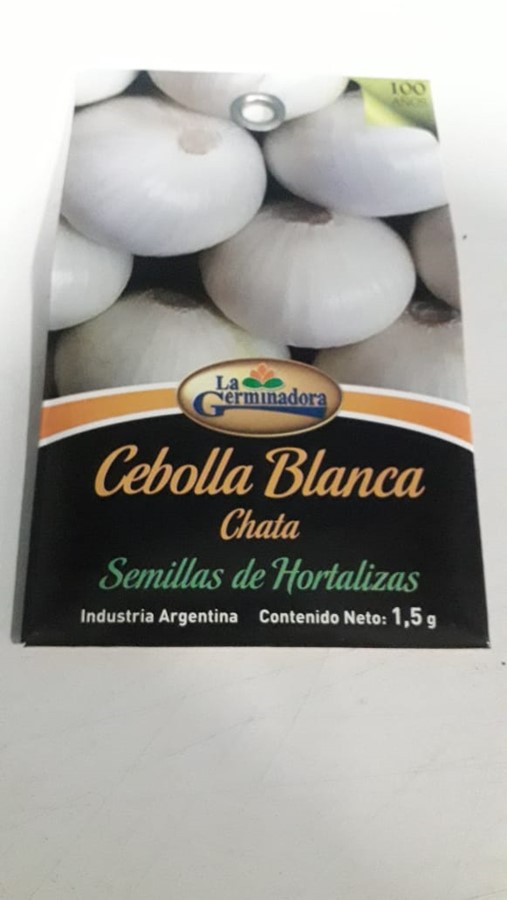 100
AÑOS
La
Germinadora
Cebolla Blanca
Chata
Semillas de Hortalizas
Industria Argentina Contenido Neto: 1,5 g